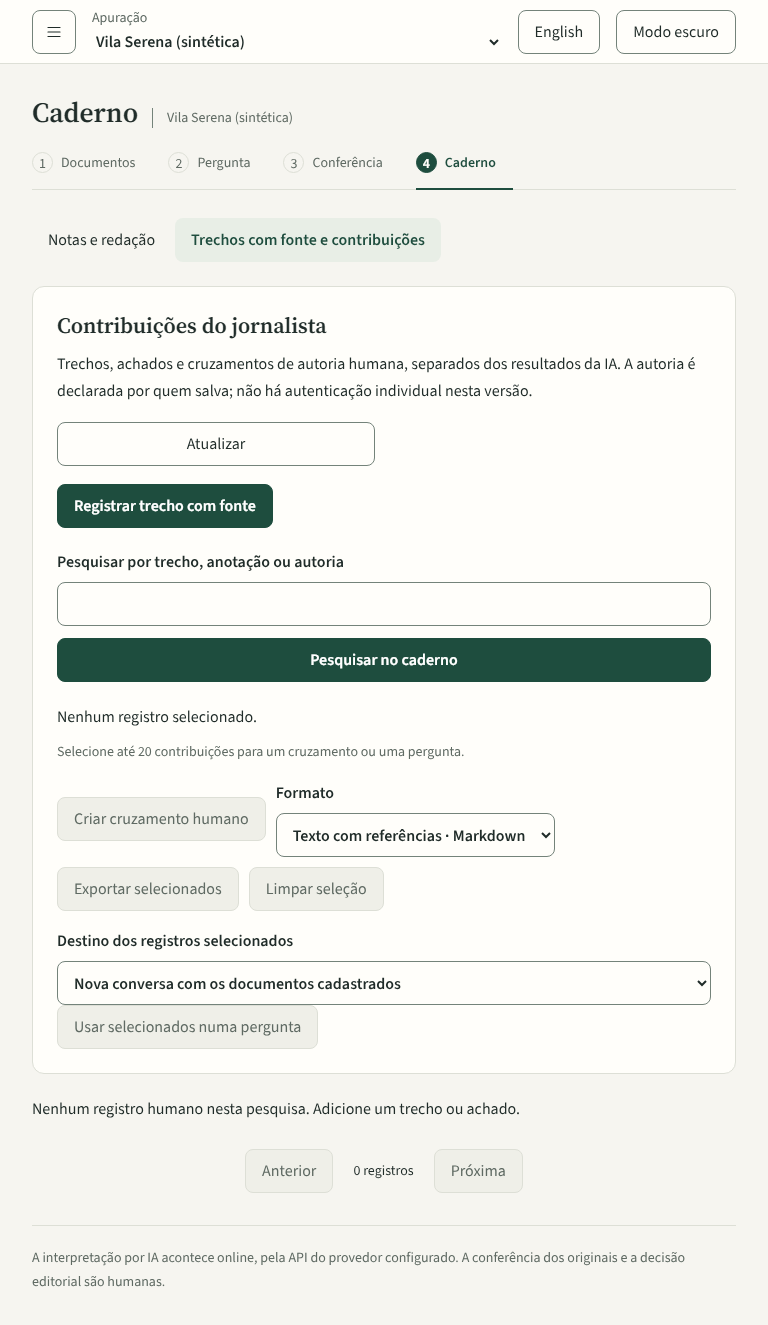 Apuração
Vila Serena (sintética)
English
Modo escuro
Caderno
Vila Serena (sintética)
1 Documentos
2 Pergunta
3 Conferência
4 Caderno
Notas e redação
Trechos com fonte e contribuições
Contribuições do jornalista
Trechos, achados e cruzamentos de autoria humana, separados dos resultados da IA. A autoria é
declarada por quem salva; não há autenticação individual nesta versão.
Atualizar
Registrar trecho com fonte
Pesquisar por trecho, anotação ou autoria
Pesquisar no caderno
Nenhum registro selecionado.
Selecione até 20 contribuições para um cruzamento ou uma pergunta.
Criar cruzamento humano
Formato
Texto com referências · Markdown
Exportar selecionados
Limpar seleção
Destino dos registros selecionados
Nova conversa com os documentos cadastrados
Usar selecionados numa pergunta
Nenhum registro humano nesta pesquisa. Adicione um trecho ou achado.
Anterior
0 registros
Próxima
A interpretação por IA acontece online, pela API do provedor configurado. A conferência dos originais e a decisão
editorial são humanas.